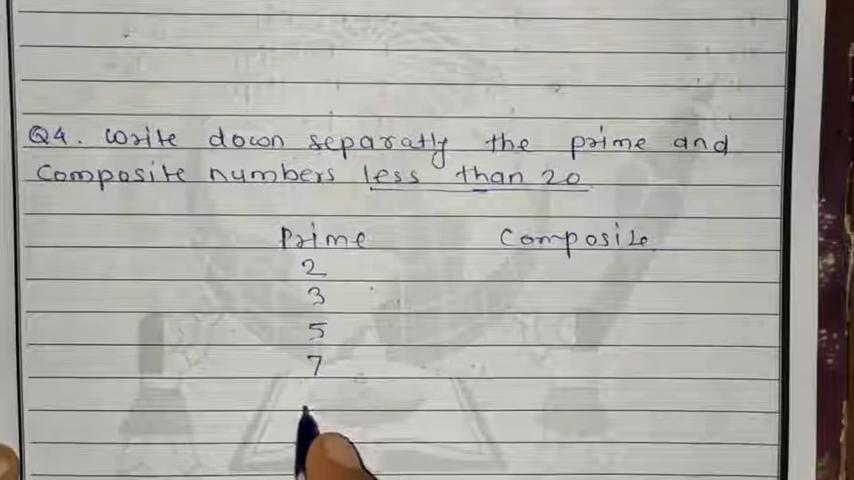 Q4. Write down separatly the prime and
Composite numbers less than 20
Prime Composite
2
3
5
7